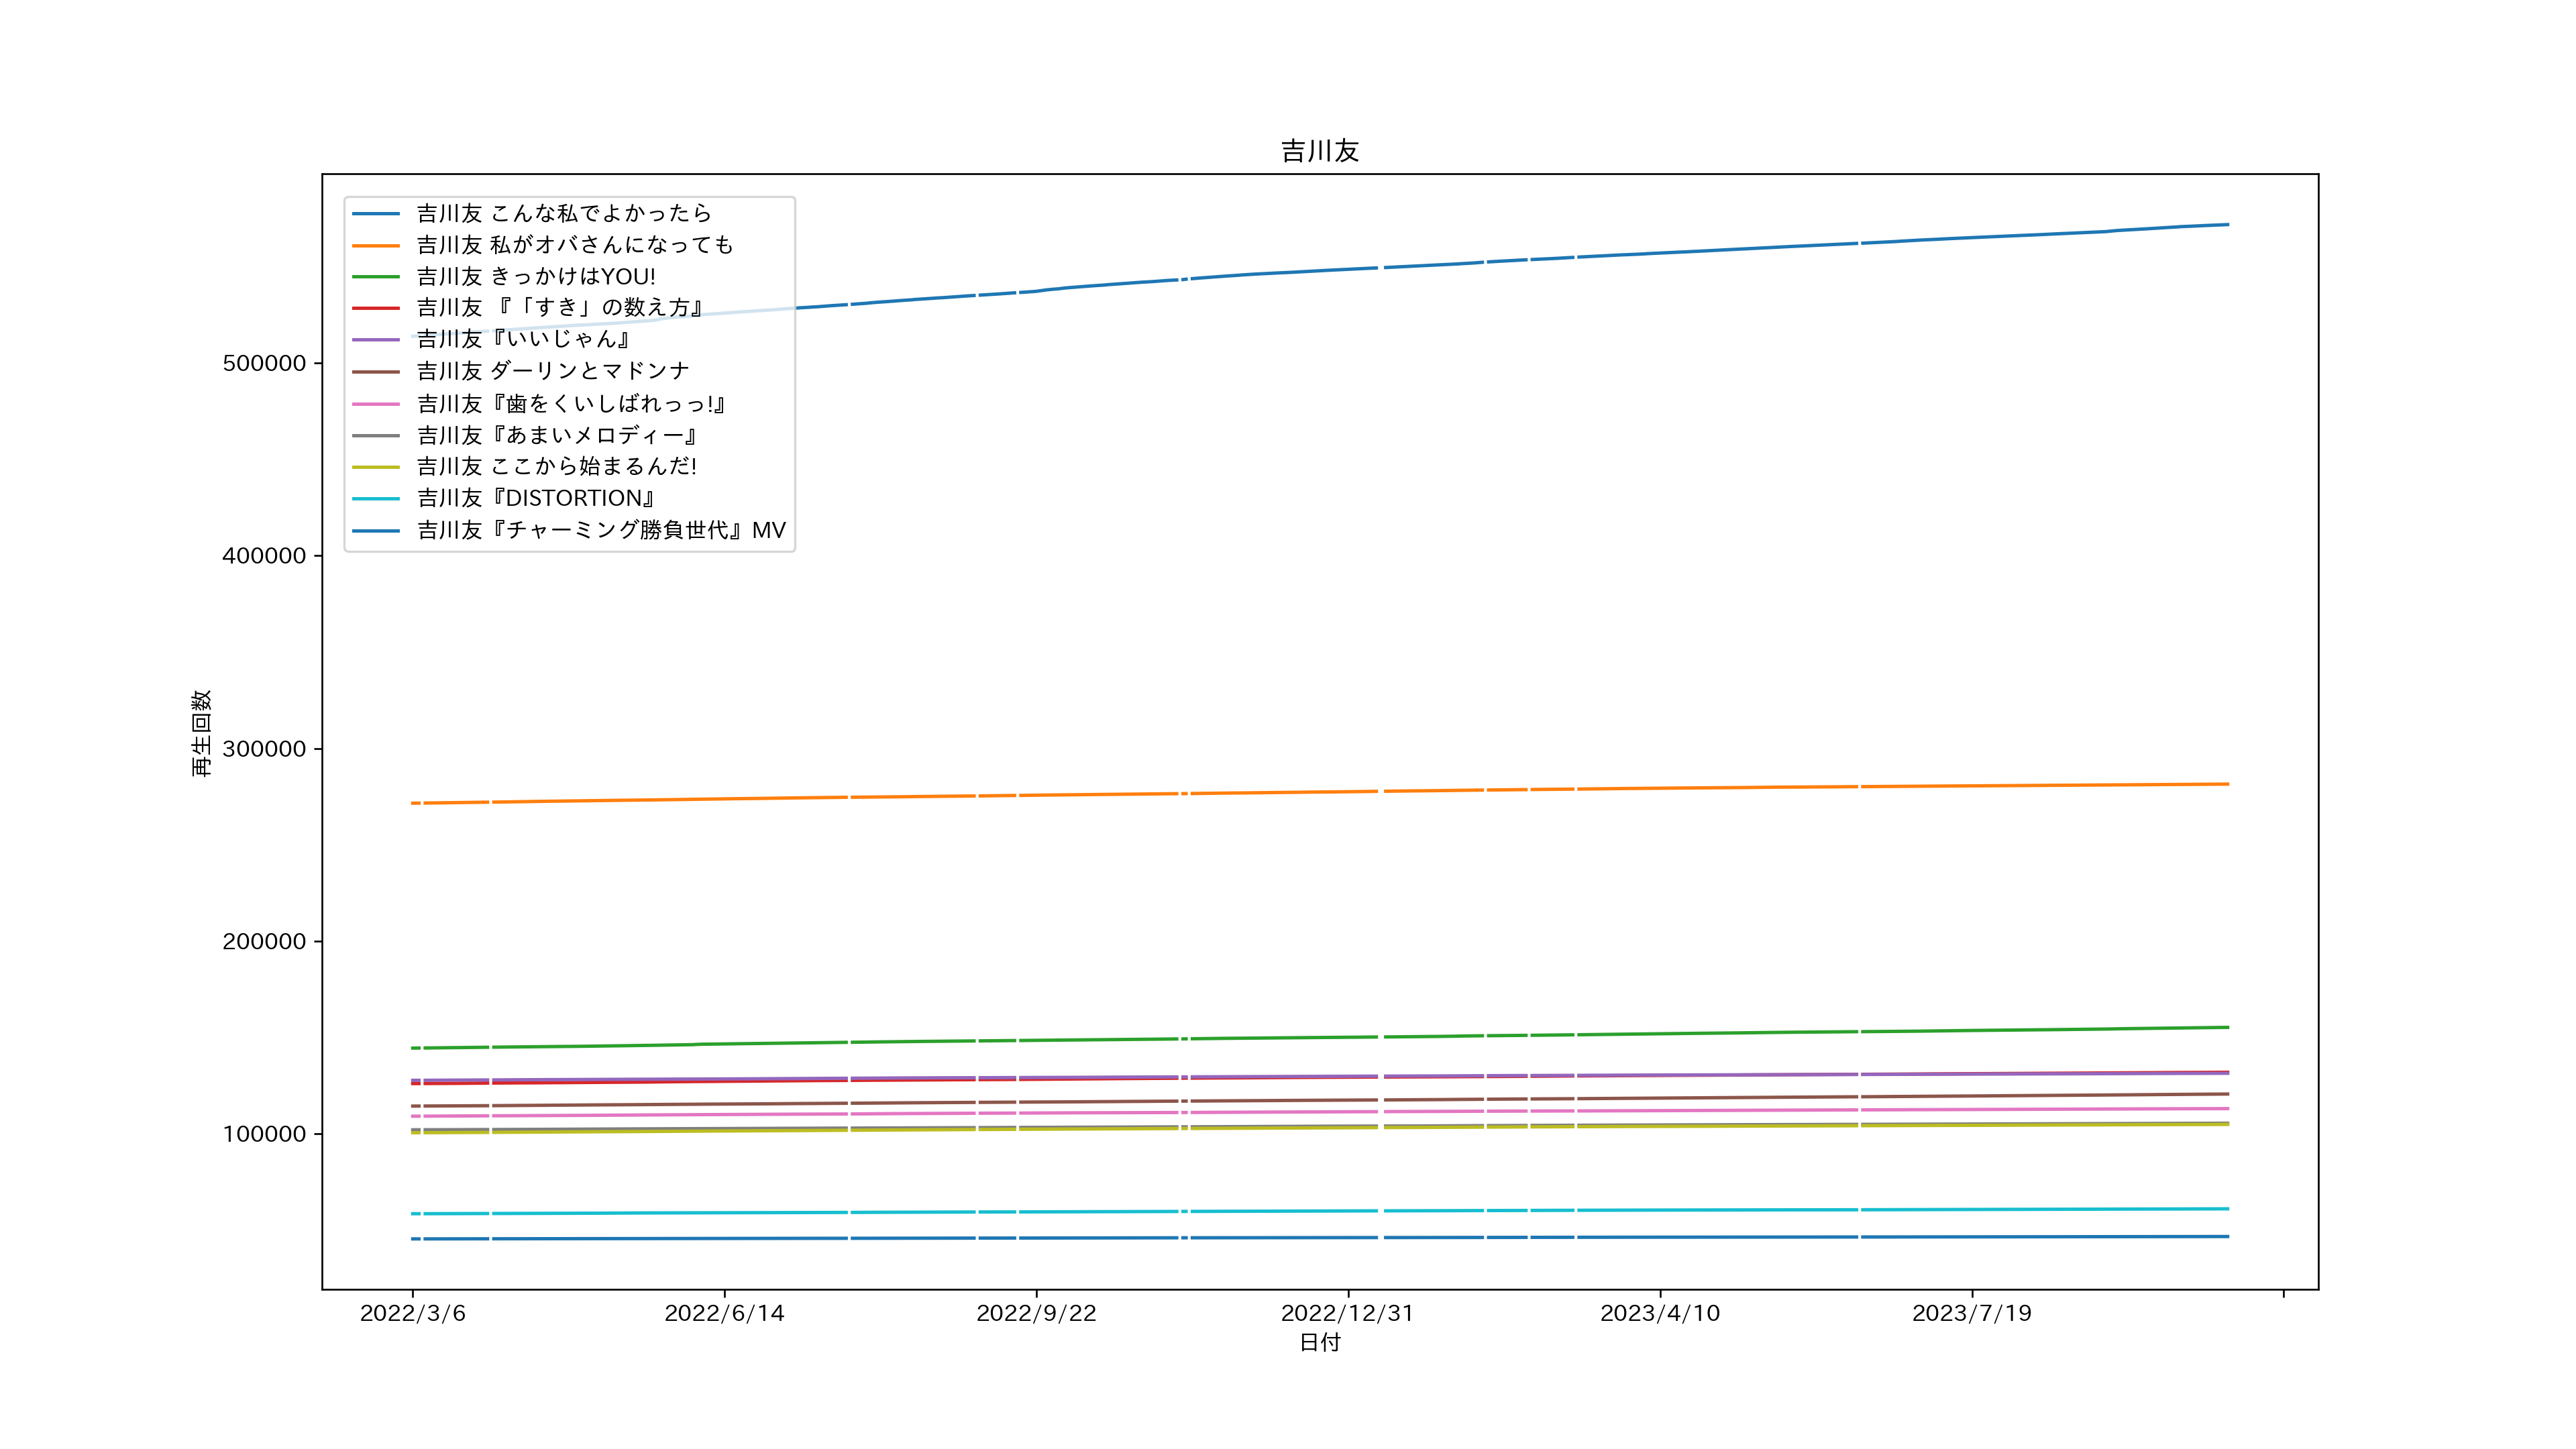 吉川友
吉川友 こんな私でよかったら
吉川友 私がオバさんになっても
吉川友 きっかけはYOU!
吉川友 『「すき」の数え方』
吉川友『いいじゃん』
吉川友 ダーリンとマドンナ
吉川友『歯をくいしばれっっ!』
吉川友『あまいメロディー』
吉川友 ここから始まるんだ!
吉川友『DISTORTION』
吉川友『チャーミング勝負世代』MV
再生回数
500000
400000
300000
200000
100000
2022/3/6
2022/6/14
2022/9/22
2022/12/31
2023/4/10
2023/7/19
日付